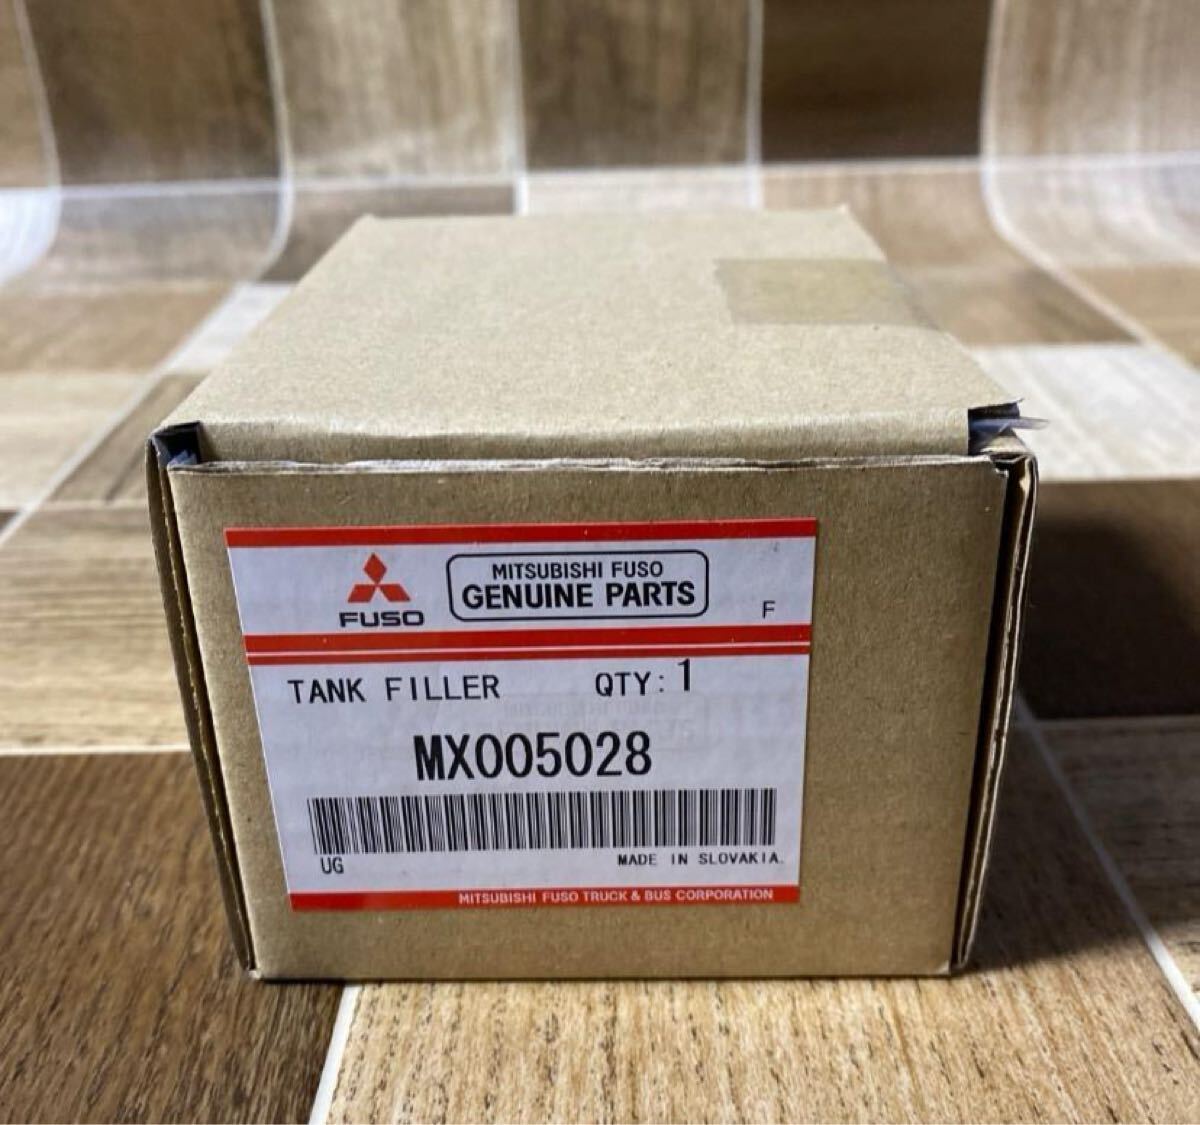 FUSO
MITSUBISHI FUSO
GENUINE PARTS
F
TANK FILLER QTY: 1
MX005028
UG
MADE IN SLOVAKIA.
MITSUBISHI FUSO TRUCK & BUS CORPORATION